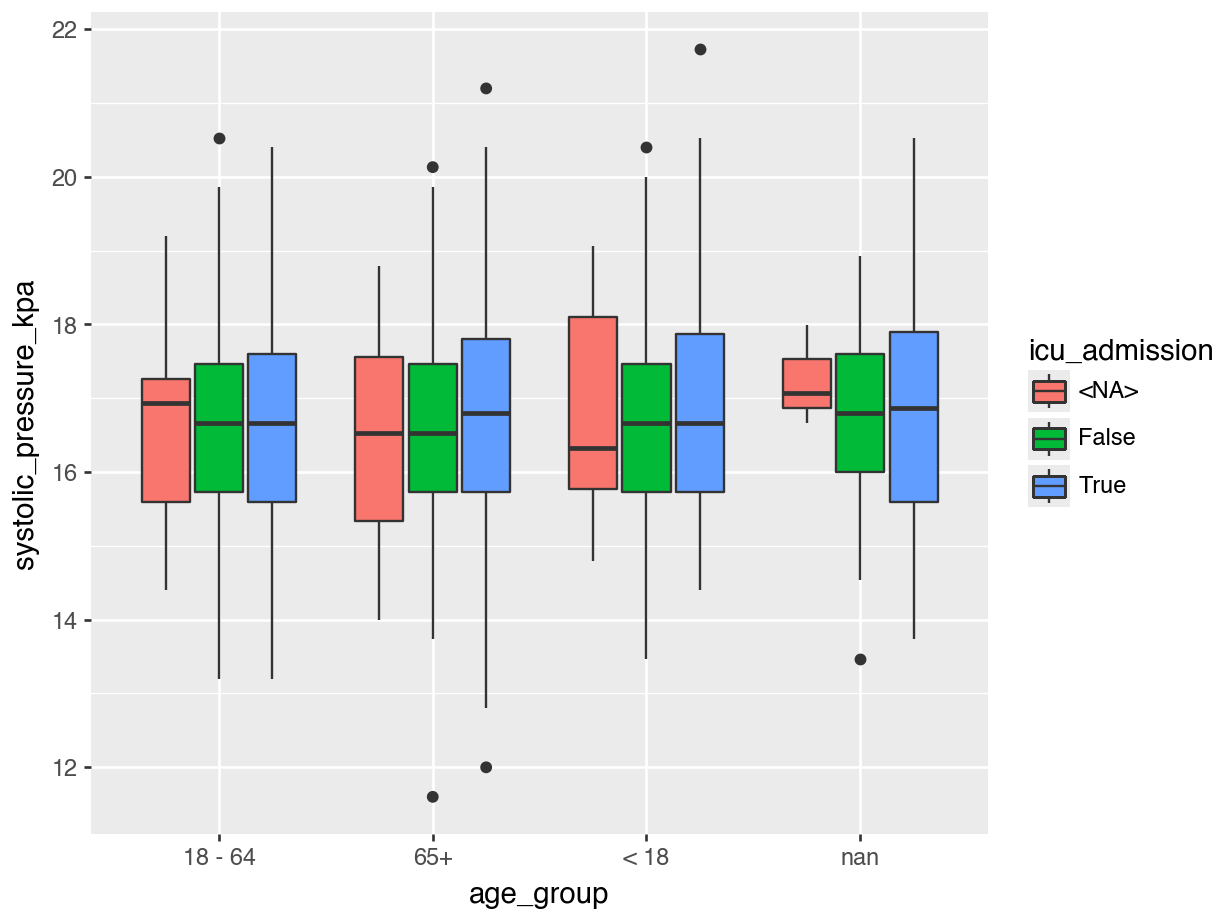 22
20
18
16
14
12
systolic_pressure_kpa
18 - 64
65+
< 18
nan
age_group
icu_admission
<NA>
False
True